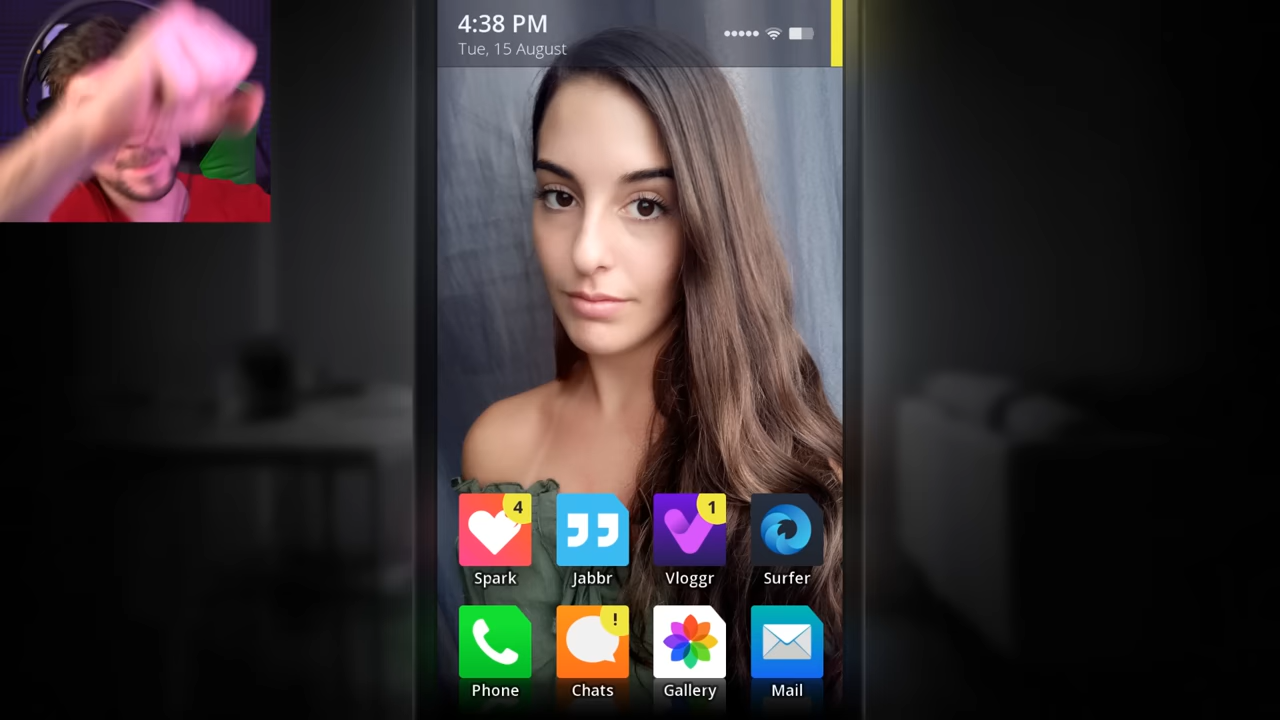 4:38 PM
Tue, 15 August
4
1
Spark
Jabbr
Vloggr
Surfer
!
Phone
Chats
Gallery
Mail